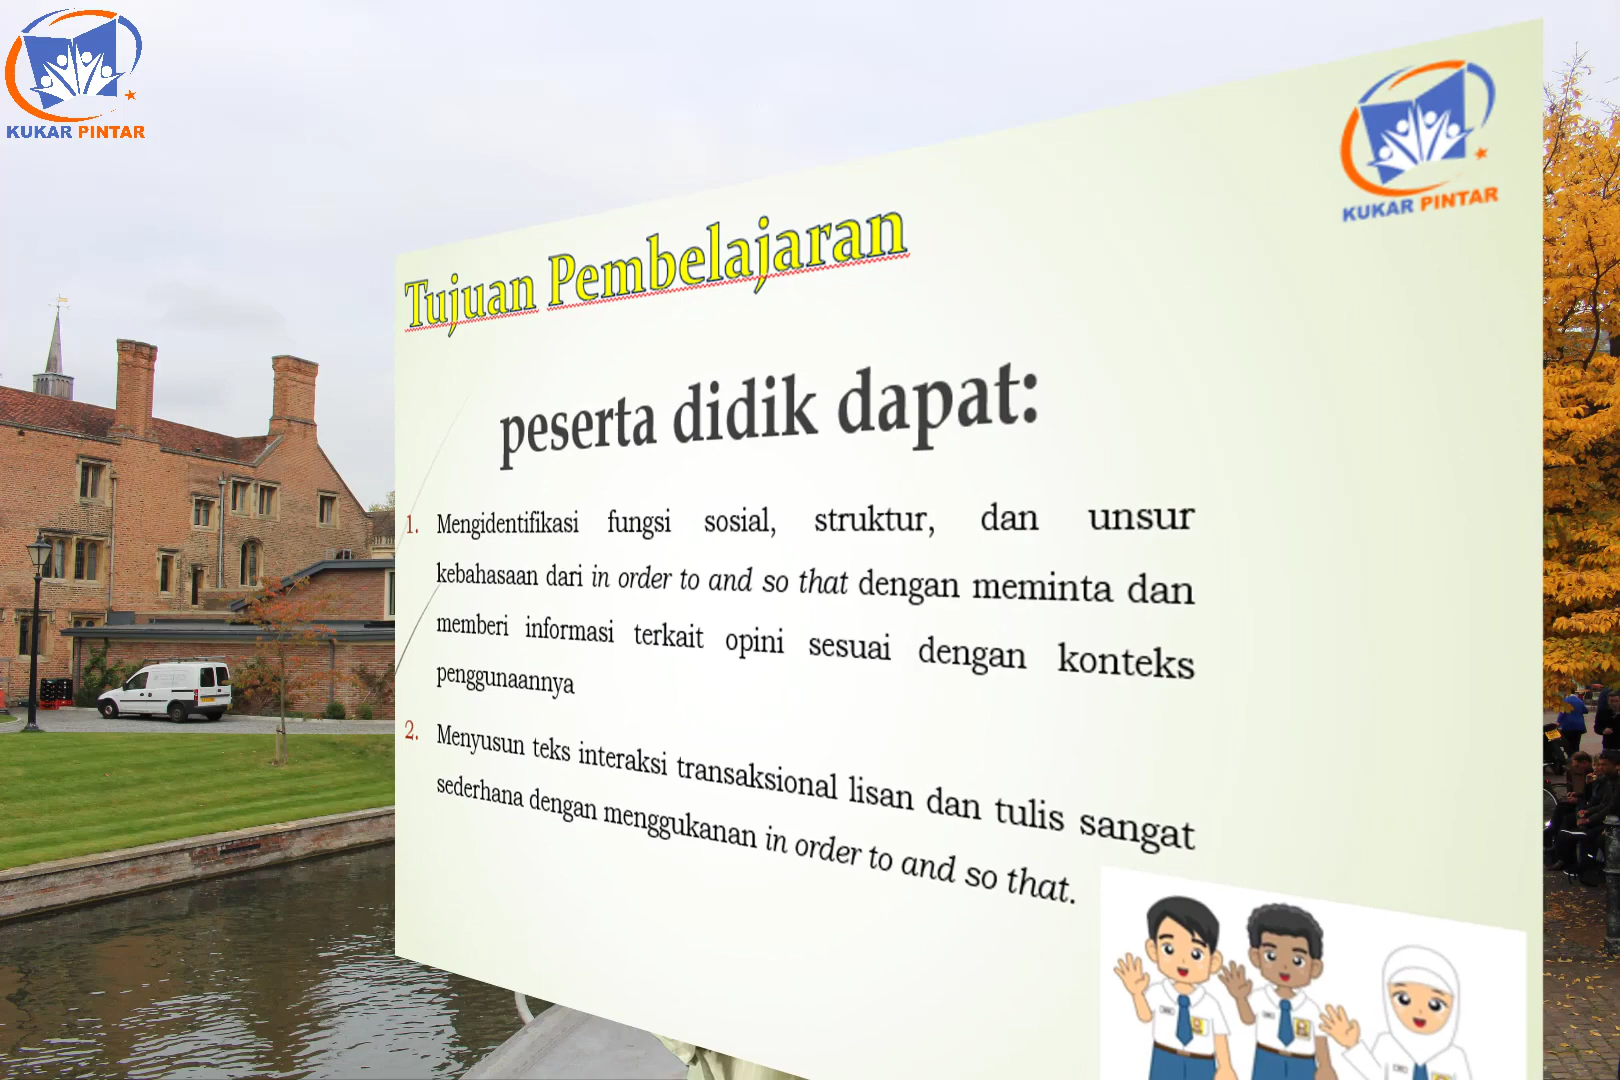 KUKAR PINTAR
KUKAR PINTAR
Tujuan Pembelajaran
peserta didik dapat:
1. Mengidentifikasi fungsi sosial, struktur, dan unsur
kebahasaan dari in order to and so that dengan meminta dan
memberi informasi terkait opini sesuai dengan konteks
penggunaannya
2. Menyusun teks interaksi transaksional lisan dan tulis sangat
sederhana dengan menggukanan in order to and so that.